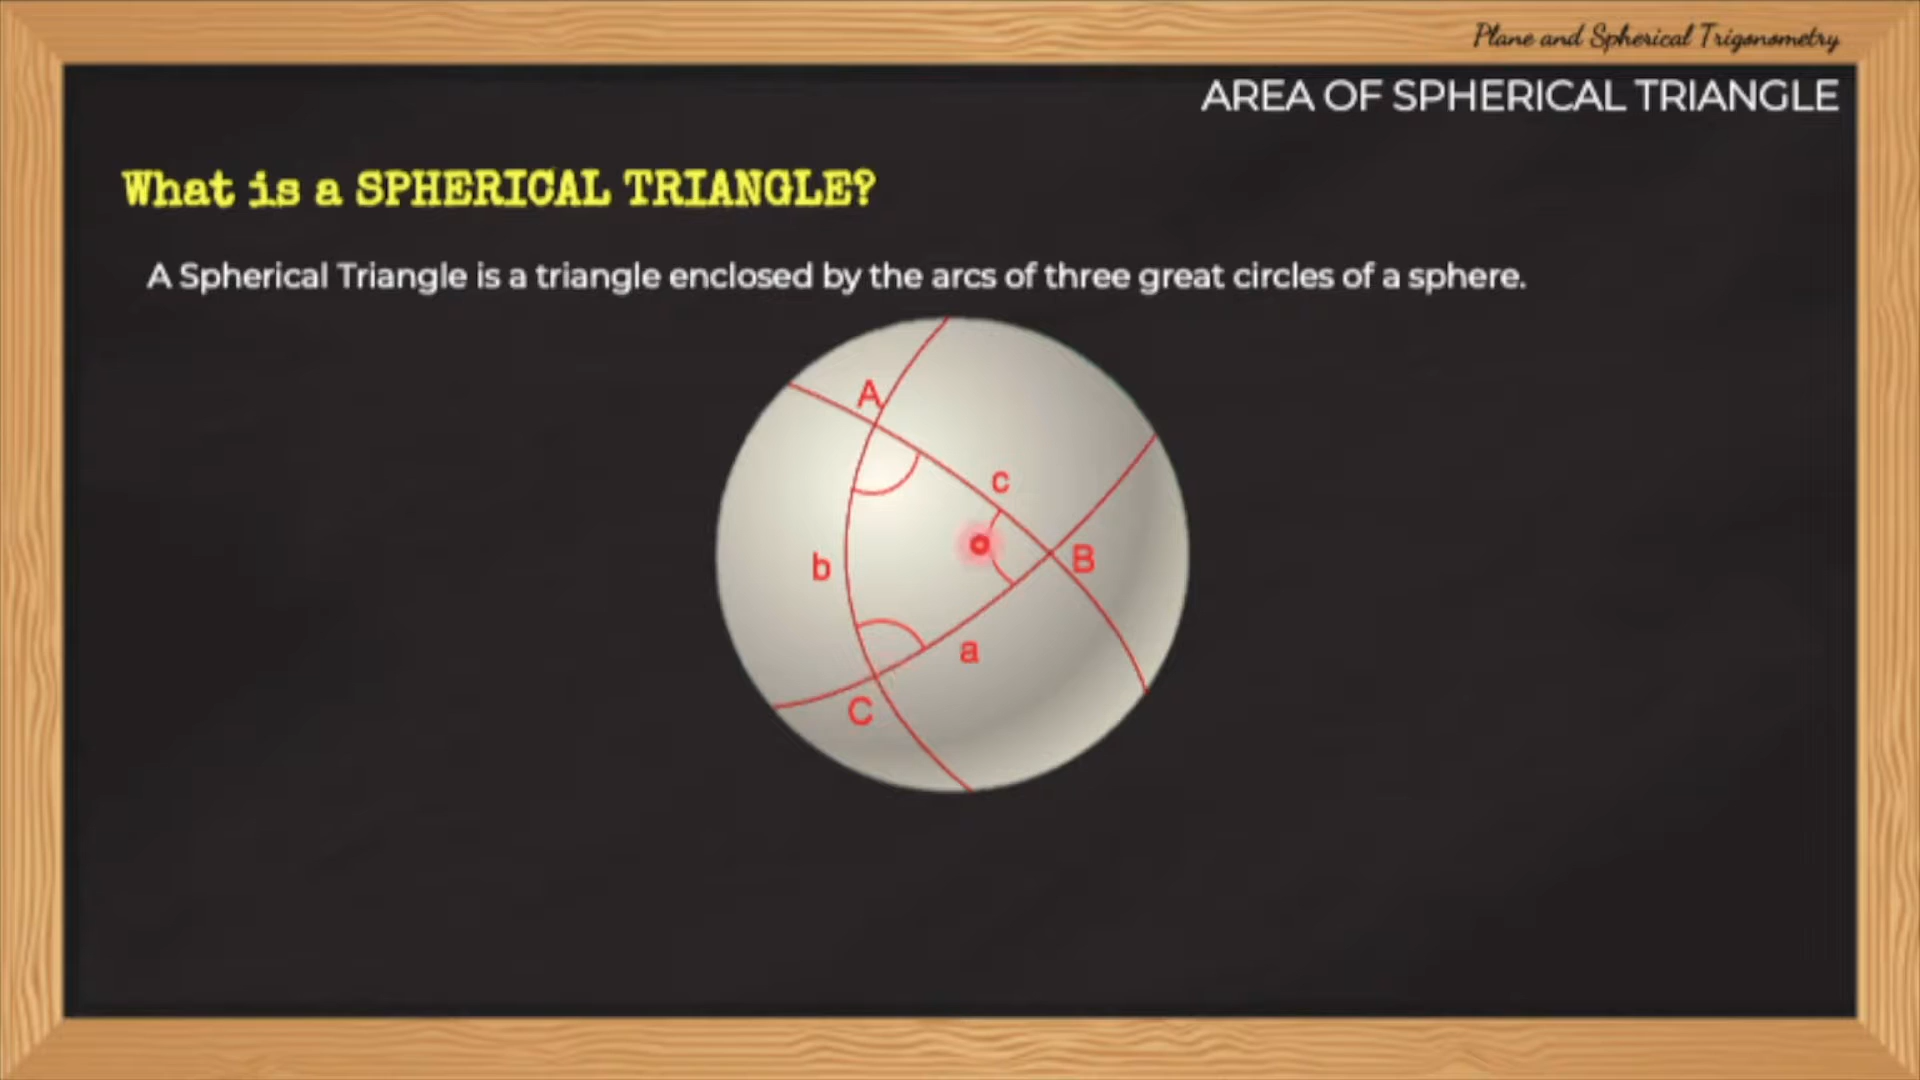 Plane and Spherical Trigonometry
AREA OF SPHERICAL TRIANGLE
What is a SPHERICAL TRIANGLE?
A Spherical Triangle is a triangle enclosed by the arcs of three great circles of a sphere.
A
c
b
B
a
C